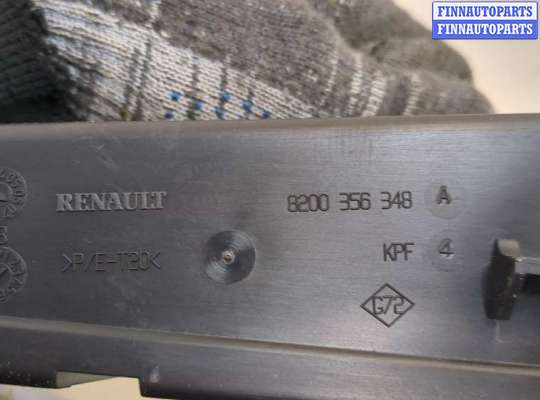 FINNAUTOPARTS
FINNAUTOPARTS
RENAULT
8200 356 348 A
>P/E-T20<
KPF 4
G72